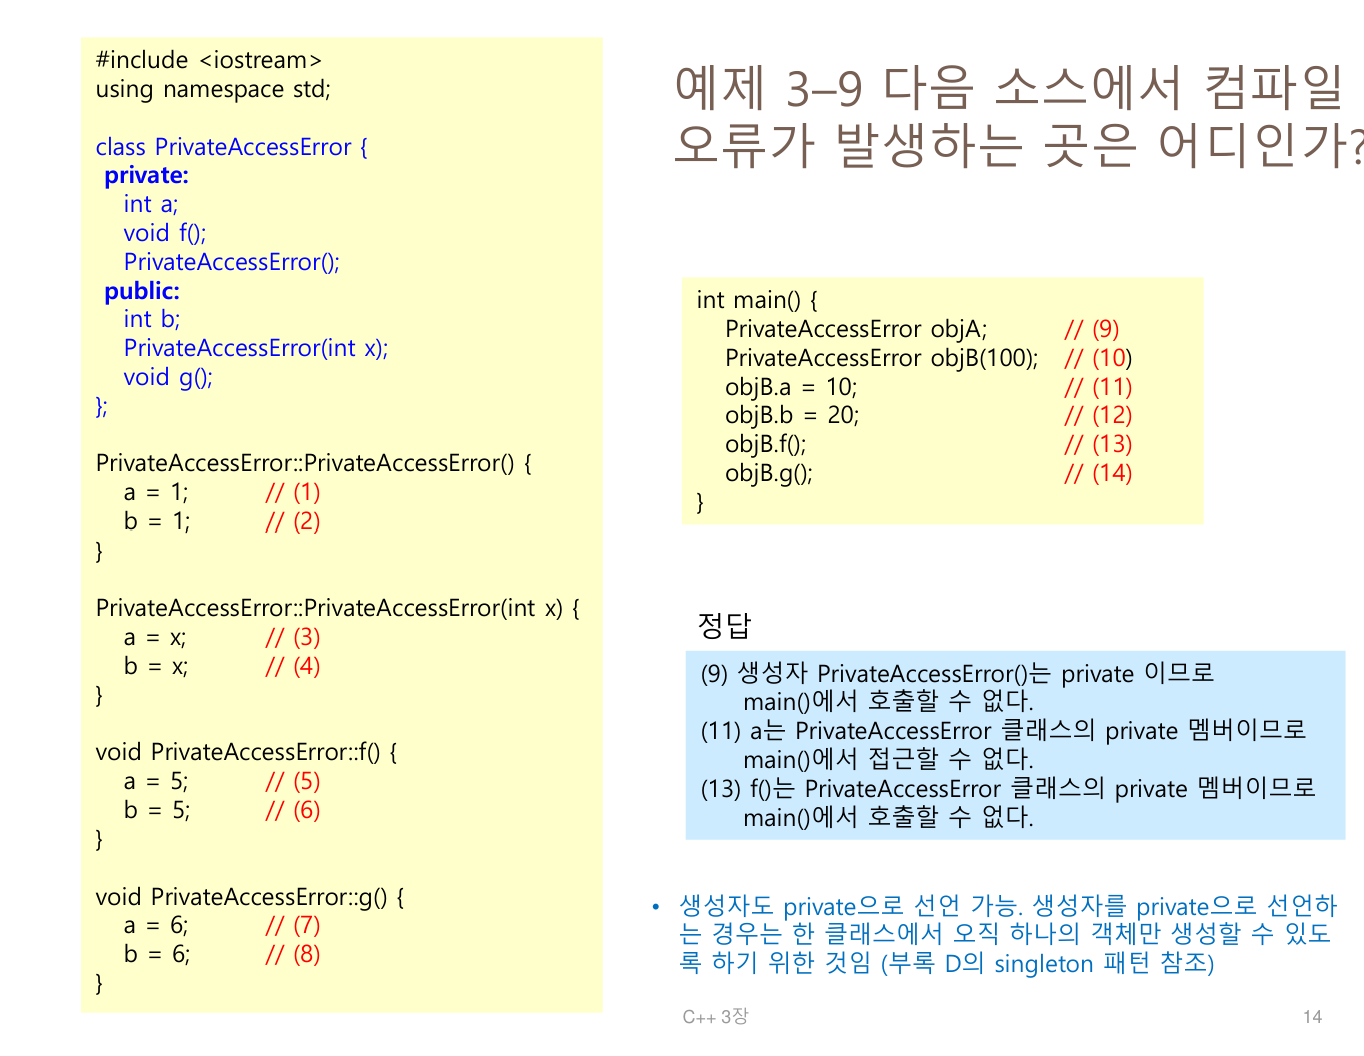 #include <iostream>
using namespace std;
class PrivateAccessError {
private:
int a;
void f();
PrivateAccessError();
public:
int b;
PrivateAccessError(int x);
void g();
};
PrivateAccessError::PrivateAccessError() {
a = 1; // (1)
b = 1; // (2)
}
PrivateAccessError::PrivateAccessError(int x) {
a = x; // (3)
b = x; // (4)
}
void PrivateAccessError::f() {
a = 5; // (5)
b = 5; // (6)
}
void PrivateAccessError::g() {
a = 6; // (7)
b = 6; // (8)
}
예제 3–9 다음 소스에서 컴파일
오류가 발생하는 곳은 어디인가?
int main() {
PrivateAccessError objA; // (9)
PrivateAccessError objB(100); // (10)
objB.a = 10; // (11)
objB.b = 20; // (12)
objB.f(); // (13)
objB.g(); // (14)
}
정답
(9) 생성자 PrivateAccessError()는 private 이므로
main()에서 호출할 수 없다.
(11) a는 PrivateAccessError 클래스의 private 멤버이므로
main()에서 접근할 수 없다.
(13) f()는 PrivateAccessError 클래스의 private 멤버이므로
main()에서 호출할 수 없다.
• 생성자도 private으로 선언 가능. 생성자를 private으로 선언하
는 경우는 한 클래스에서 오직 하나의 객체만 생성할 수 있도
록 하기 위한 것임 (부록 D의 singleton 패턴 참조)
C++ 3장
14